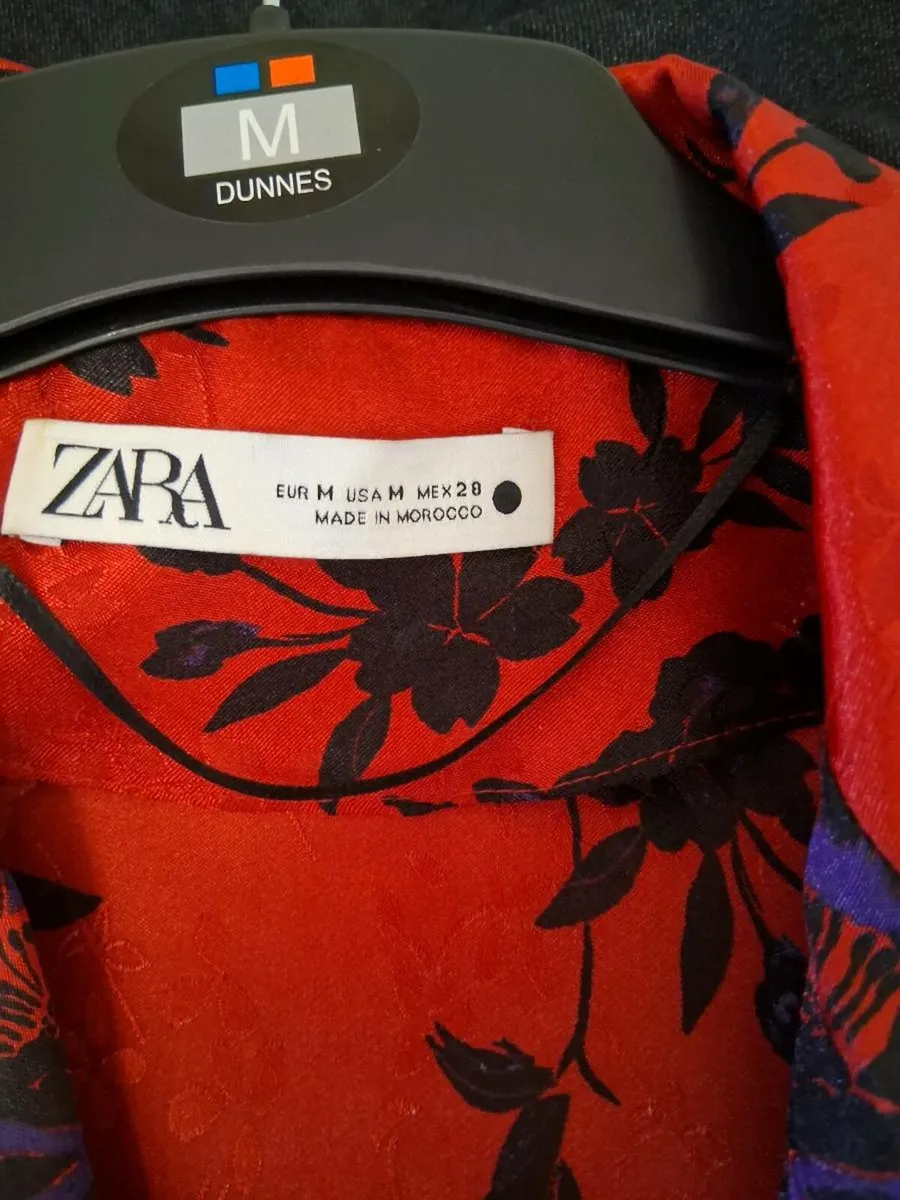 M
DUNNES
ZARA
EUR M USA M MEX 28
MADE IN MOROCCO